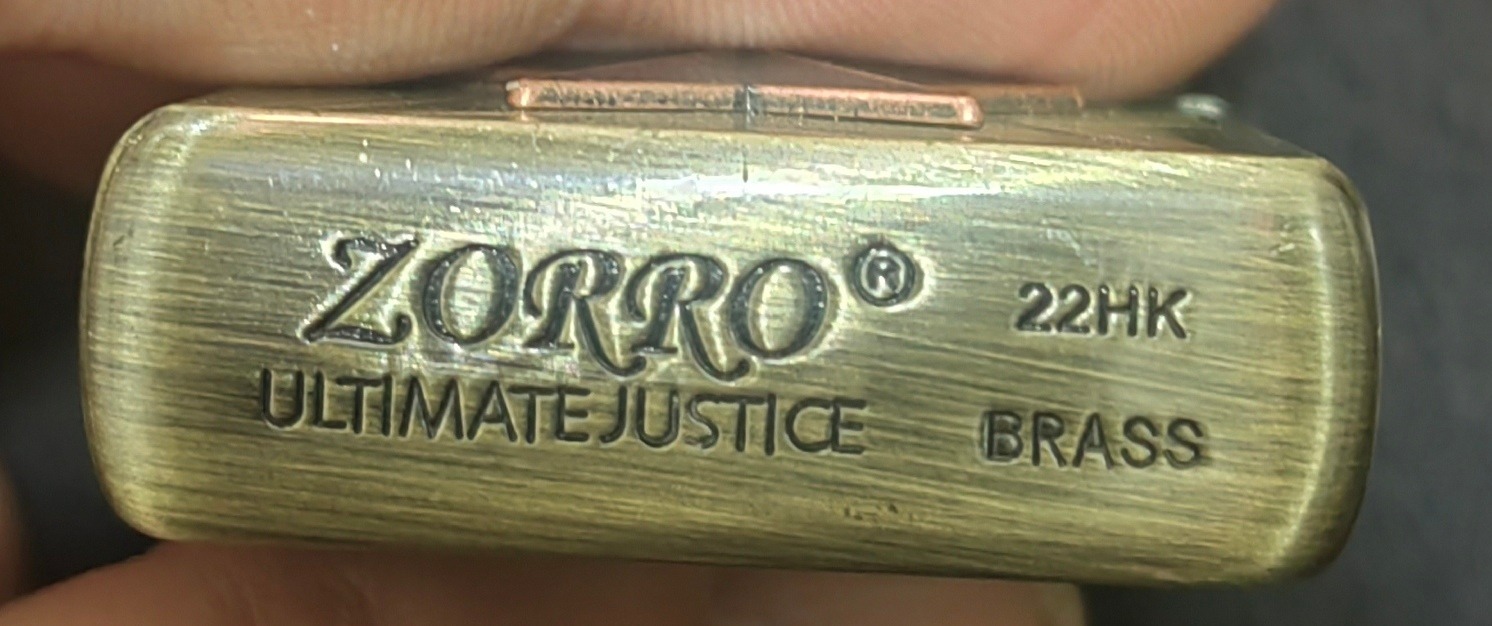 ZORRO® 22HK
ULTIMATE JUSTICE BRASS